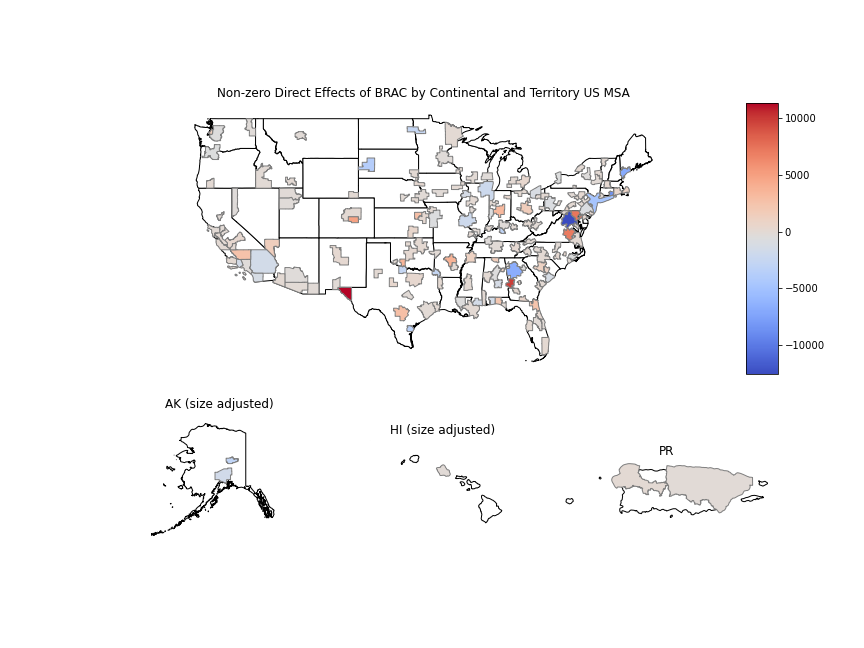 Non-zero Direct Effects of BRAC by Continental and Territory US MSA
10000
5000
0
−5000
−10000
AK (size adjusted)
HI (size adjusted)
PR